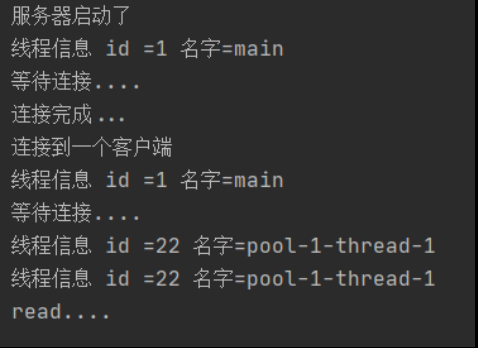 服务器启动了
线程信息 id =1 名字=main
等待连接....
连接完成...
连接到一个客户端
线程信息 id =1 名字=main
等待连接....
线程信息 id =22 名字=pool-1-thread-1
线程信息 id =22 名字=pool-1-thread-1
read....